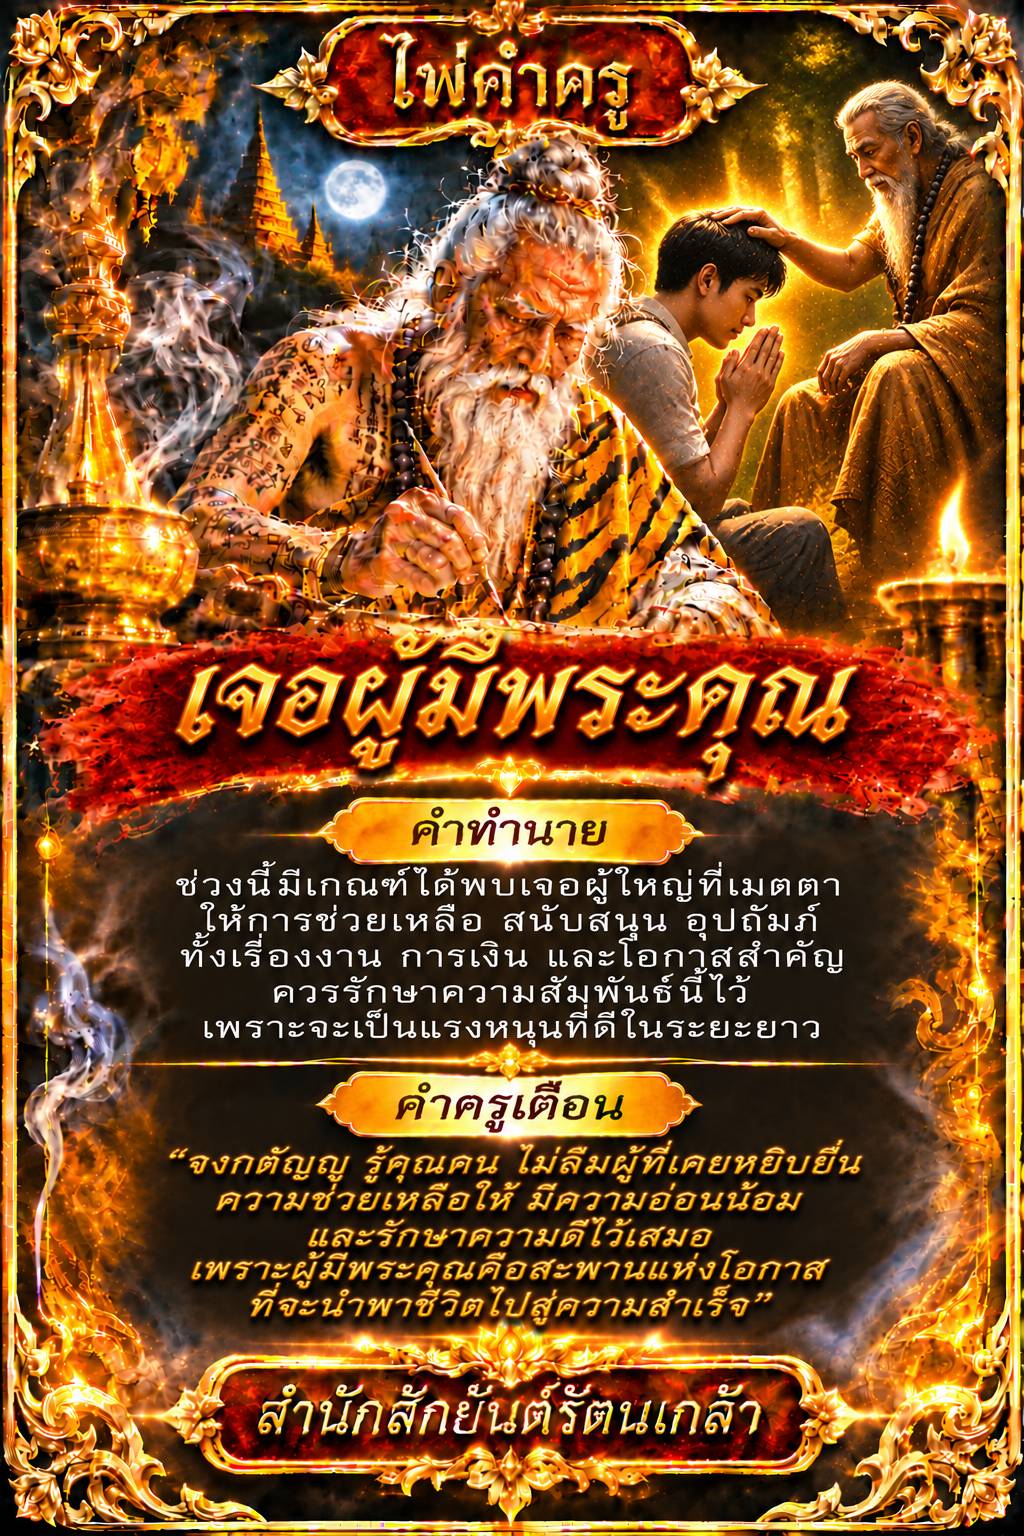 ไพ่คำครู
เจอผู้มีพระคุณ
คำทำนาย
ช่วงนี้มีเกณฑ์ได้พบเจอผู้ใหญ่ที่เมตตา
ให้การช่วยเหลือ สนับสนุน อุปถัมภ์
ทั้งเรื่องงาน การเงิน และโอกาสสำคัญ
ควรรักษาความสัมพันธ์นี้ไว้
เพราะจะเป็นแรงหนุนที่ดีในระยะยาว
คำครูเตือน
“จงกตัญญู รู้คุณคน ไม่ลืมผู้ที่เคยหยิบยื่น
ความช่วยเหลือให้ มีความอ่อนน้อม
และรักษาความดีไว้เสมอ
เพราะผู้มีพระคุณคือสะพานแห่งโอกาส
ที่จะนำพาชีวิตไปสู่ความสำเร็จ”
สำนักสักยันต์รัตนเกล้า